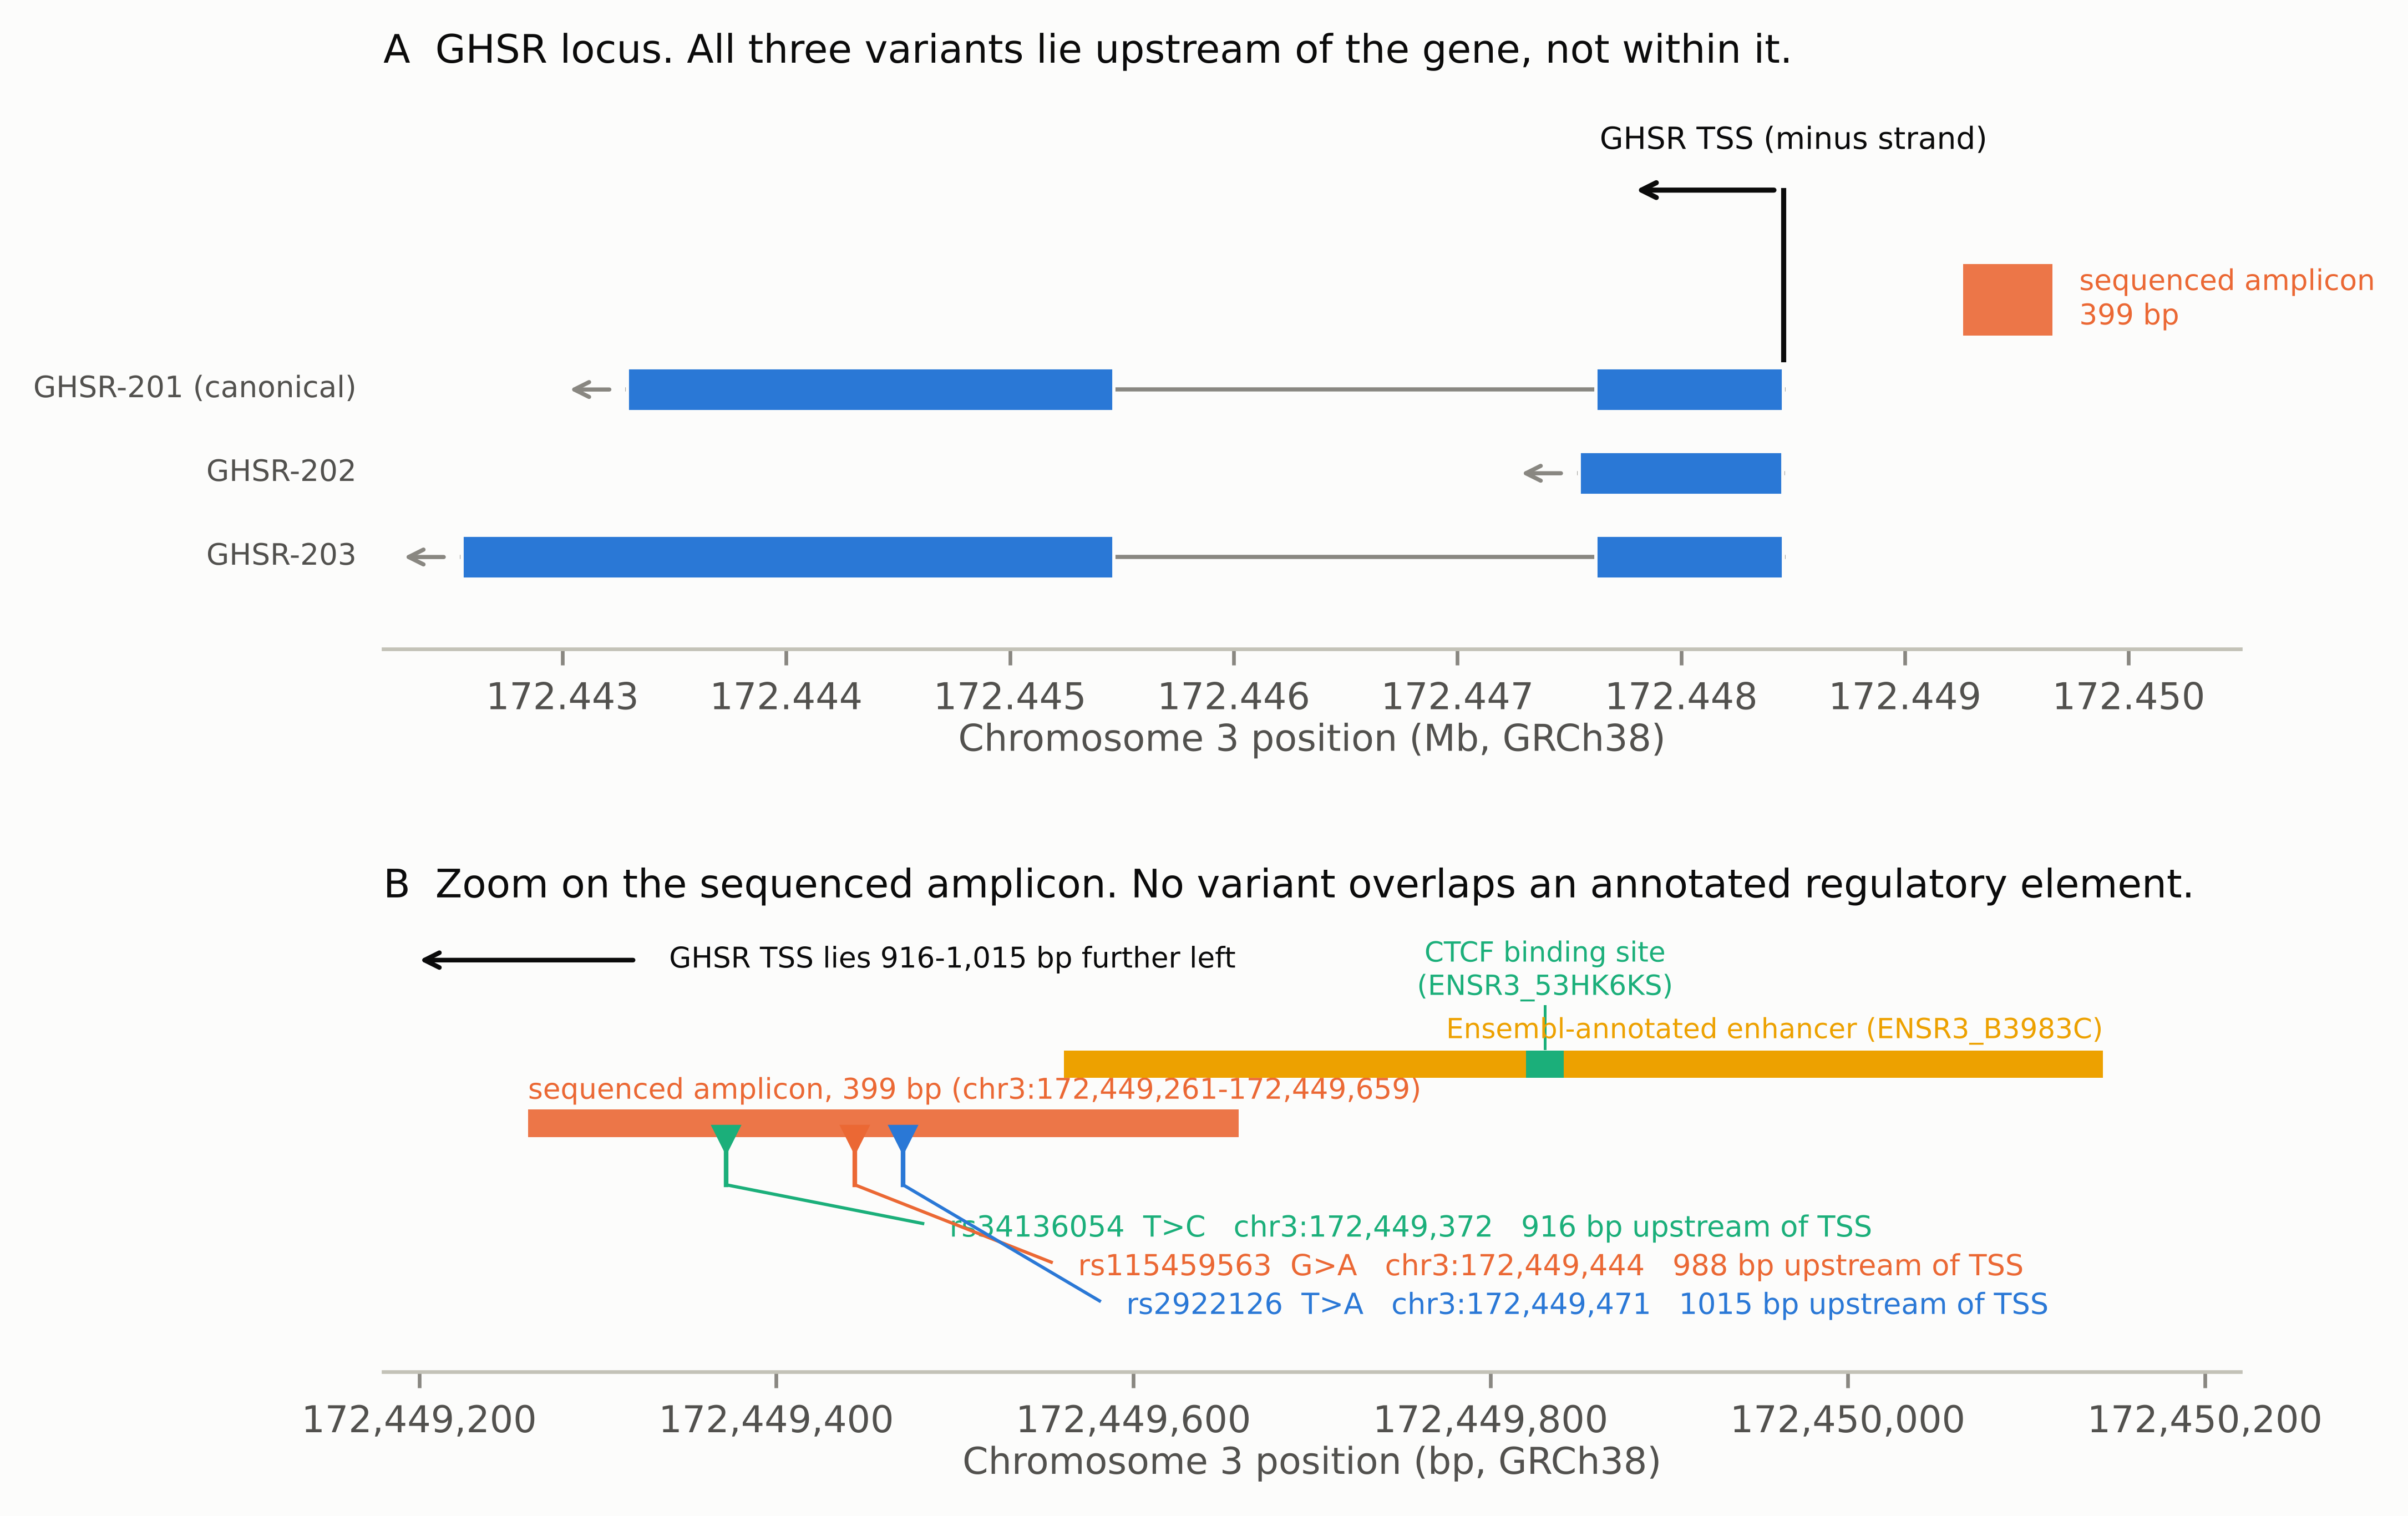 A  GHSR locus. All three variants lie upstream of the gene, not within it.
GHSR TSS (minus strand)
sequenced amplicon
399 bp
GHSR-201 (canonical)
GHSR-202
GHSR-203
172.443 172.444 172.445 172.446 172.447 172.448 172.449 172.450
Chromosome 3 position (Mb, GRCh38)
B  Zoom on the sequenced amplicon. No variant overlaps an annotated regulatory element.
GHSR TSS lies 916-1,015 bp further left
CTCF binding site
(ENSR3_53HK6KS)
Ensembl-annotated enhancer (ENSR3_B3983C)
sequenced amplicon, 399 bp (chr3:172,449,261-172,449,659)
rs34136054  T>C   chr3:172,449,372   916 bp upstream of TSS
rs115459563  G>A   chr3:172,449,444   988 bp upstream of TSS
rs2922126  T>A   chr3:172,449,471   1015 bp upstream of TSS
172,449,200 172,449,400 172,449,600 172,449,800 172,450,000 172,450,200
Chromosome 3 position (bp, GRCh38)